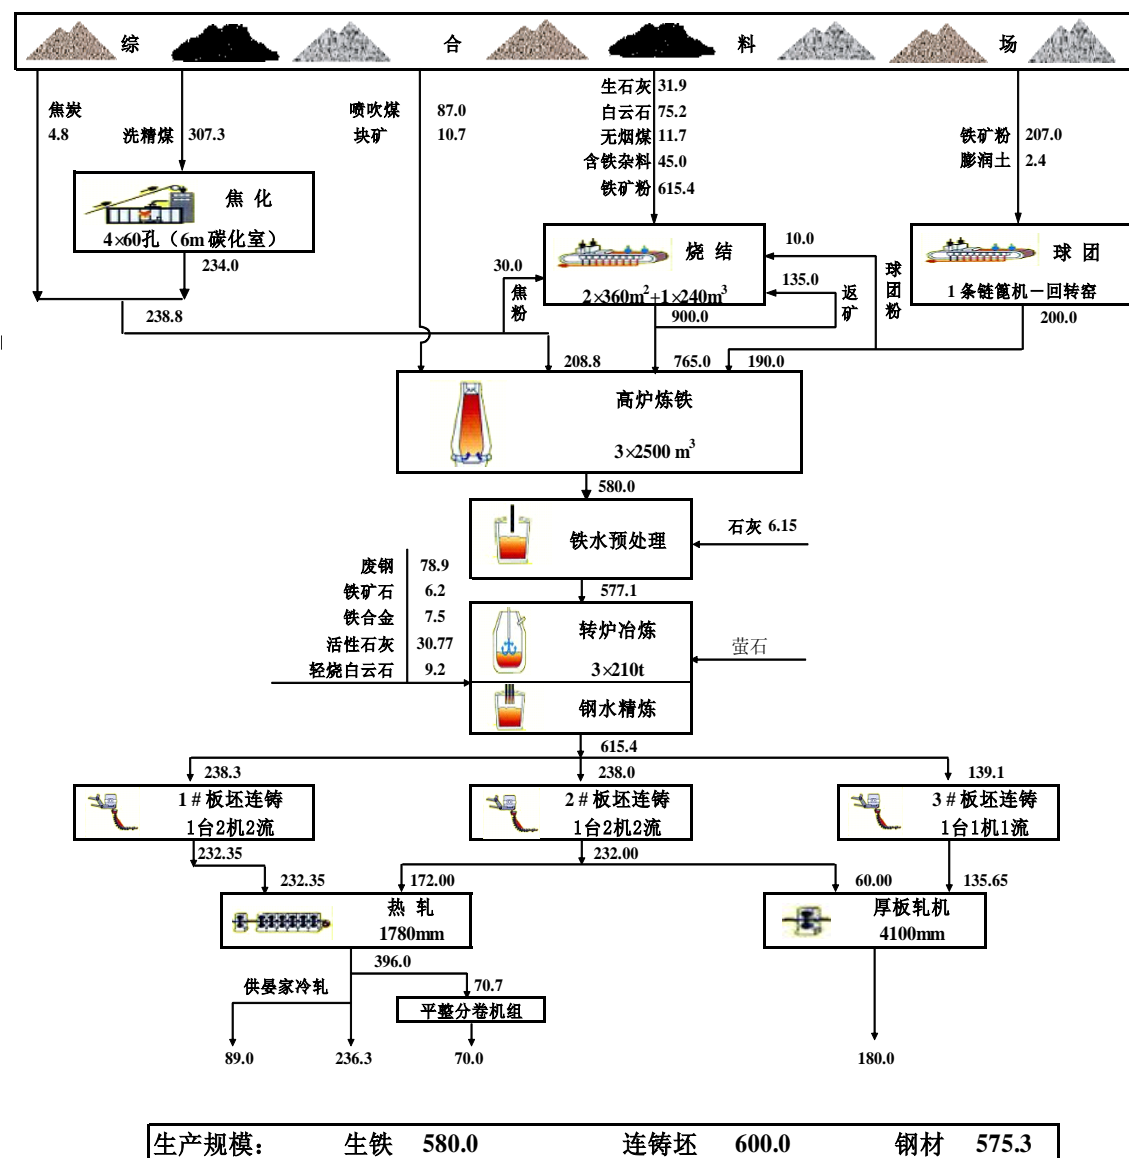 综 合 料 场
焦炭
4.8
洗精煤 307.3
喷吹煤 87.0
块矿 10.7
生石灰 31.9
白云石 75.2
无烟煤 11.7
含铁杂料 45.0
铁矿粉 615.4
铁矿粉 207.0
膨润土 2.4
焦 化
4×60孔（6m碳化室）
234.0
238.8
30.0
焦粉
烧 结
2×360m²+1×240m³
10.0
135.0
返矿
球团粉
球 团
1条链篦机－回转窑
900.0
200.0
208.8
765.0
190.0
高炉炼铁
3×2500 m³
580.0
铁水预处理
石灰 6.15
577.1
废钢 78.9
铁矿石 6.2
铁合金 7.5
活性石灰 30.77
轻烧白云石 9.2
转炉冶炼
3×210t
萤石
钢水精炼
615.4
238.3
238.0
139.1
1#板坯连铸
1台2机2流
2#板坯连铸
1台2机2流
3#板坯连铸
1台1机1流
232.35
232.00
232.35
172.00
60.00
135.65
热 轧
1780mm
厚板轧机
4100mm
396.0
供晏家冷轧
70.7
平整分卷机组
89.0
236.3
70.0
180.0
生产规模： 生铁 580.0 连铸坯 600.0 钢材 575.3